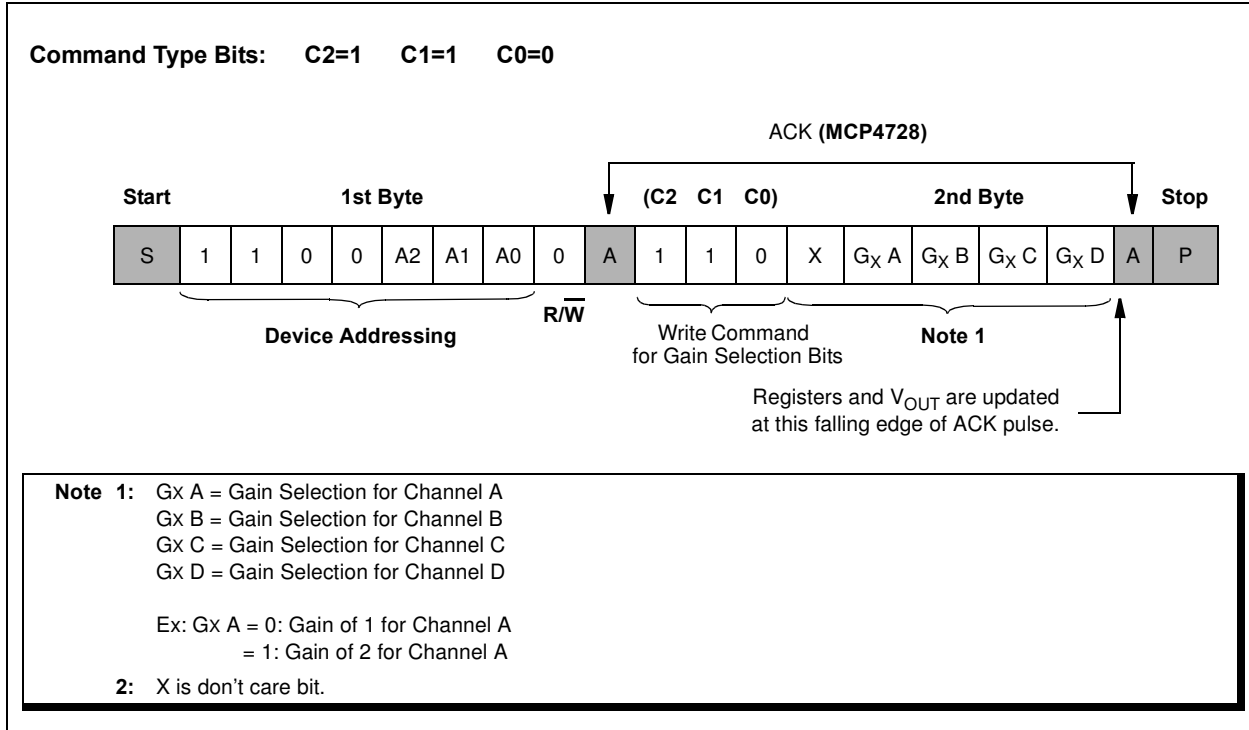 Command Type Bits: C2=1 C1=1 C0=0
ACK (MCP4728)
Start 1st Byte (C2 C1 C0) 2nd Byte Stop
S 1 1 0 0 A2 A1 A0 0 A 1 1 0 X GX A GX B GX C GX D A P
R/W
Device Addressing
Write Command
for Gain Selection Bits
Note 1
Registers and VOUT are updated
at this falling edge of ACK pulse.
Note 1: GX A = Gain Selection for Channel A
GX B = Gain Selection for Channel B
GX C = Gain Selection for Channel C
GX D = Gain Selection for Channel D
Ex: GX A = 0: Gain of 1 for Channel A
= 1: Gain of 2 for Channel A
2: X is don't care bit.